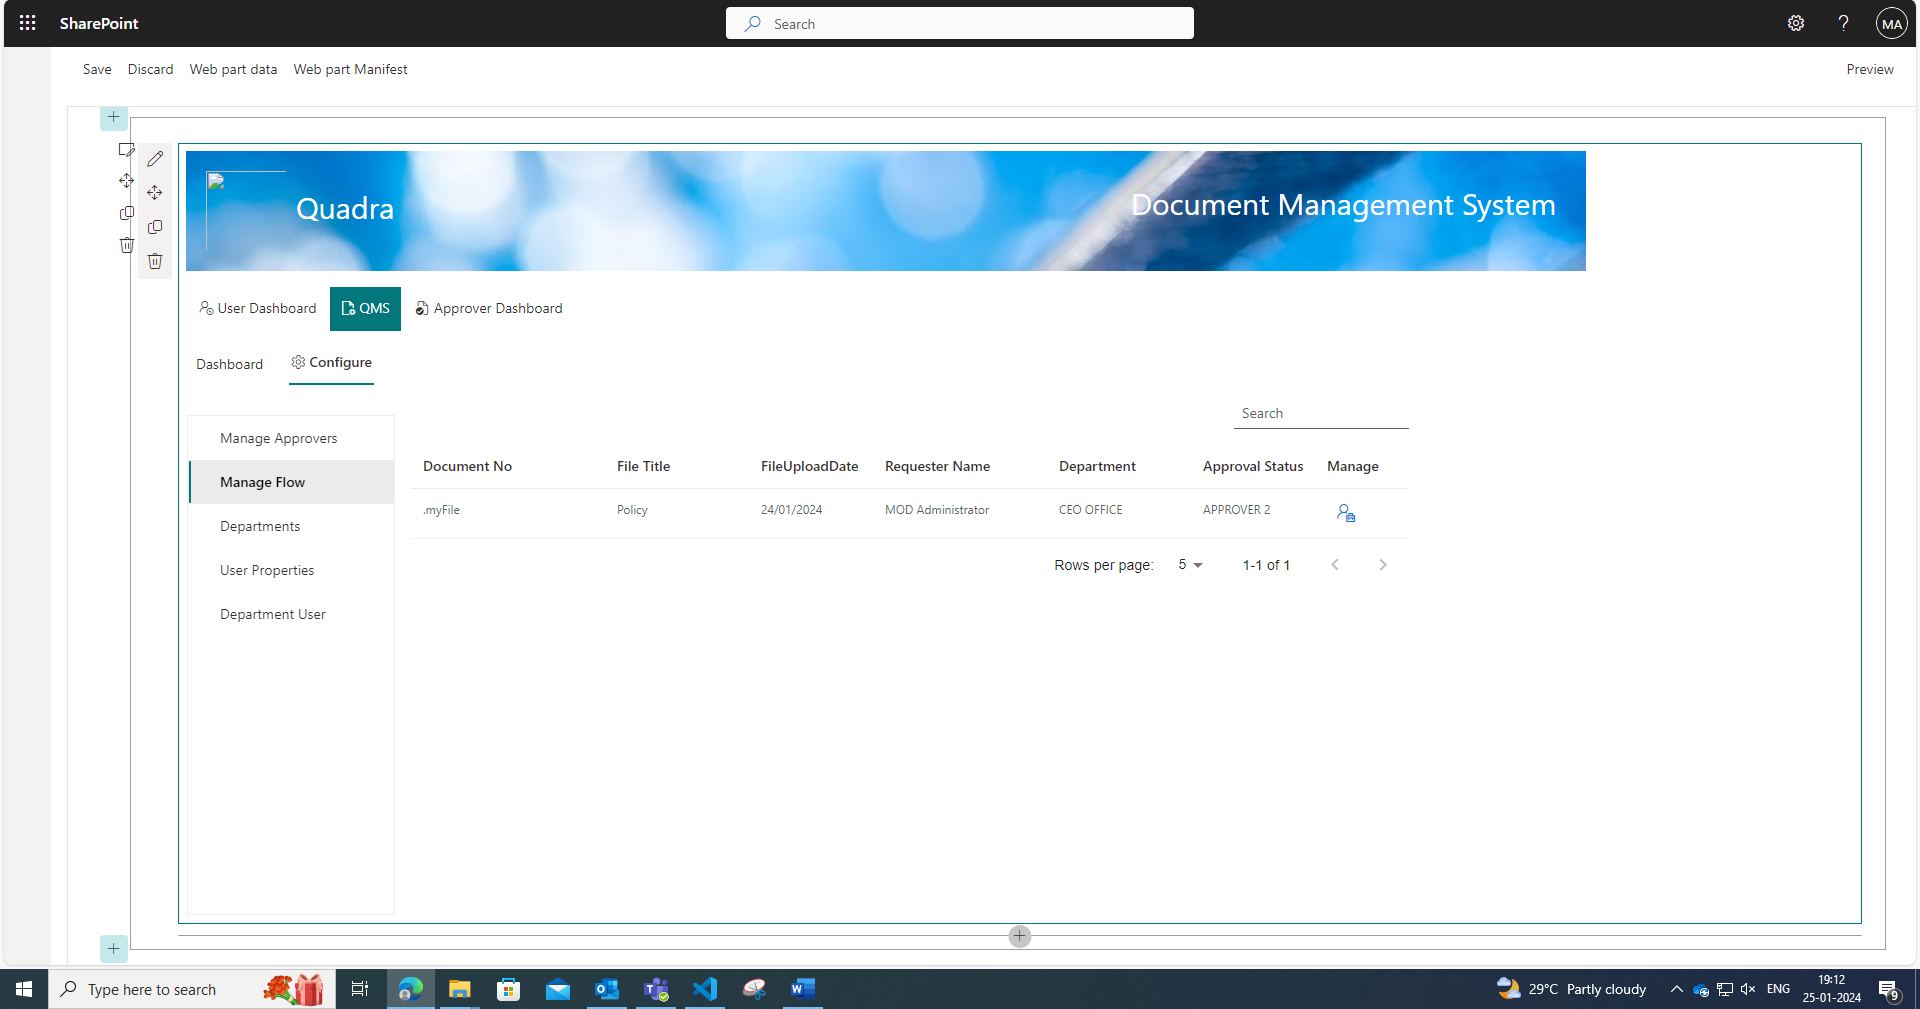 SharePoint
Search
MA
Save Discard Web part data Web part Manifest
Preview
Quadra
Document Management System
User Dashboard QMS Approver Dashboard
Dashboard Configure
Search
Manage Approvers
Manage Flow
Departments
User Properties
Department User
Document No File Title FileUploadDate Requester Name Department Approval Status Manage
.myFile Policy 24/01/2024 MOD Administrator CEO OFFICE APPROVER 2
Rows per page: 5 1-1 of 1
Type here to search
29°C Partly cloudy
ENG
19:12
25-01-2024
9